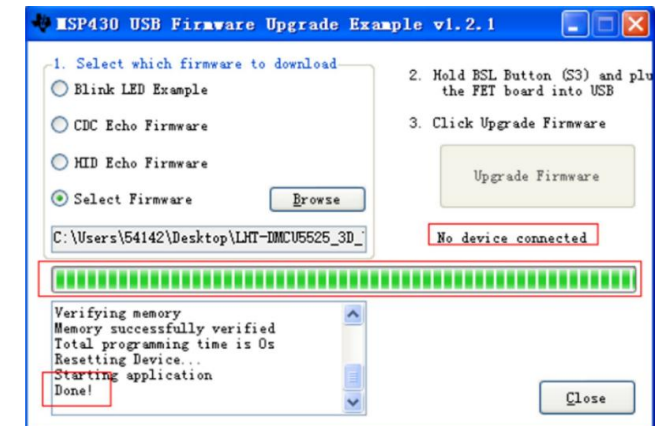 MSP430 USB Firmware Upgrade Example v1.2.1
1. Select which firmware to download
Blink LED Example
CDC Echo Firmware
HID Echo Firmware
Select Firmware
Browse
C:\Users\54142\Desktop\LHT-DMCU5525_3D_
2. Hold BSL Button (S3) and plu
the FET board into USB
3. Click Upgrade Firmware
Upgrade Firmware
No device connected
Verifying memory
Memory successfully verified
Total programming time is 0s
Resetting Device...
Starting application
Done!
Close